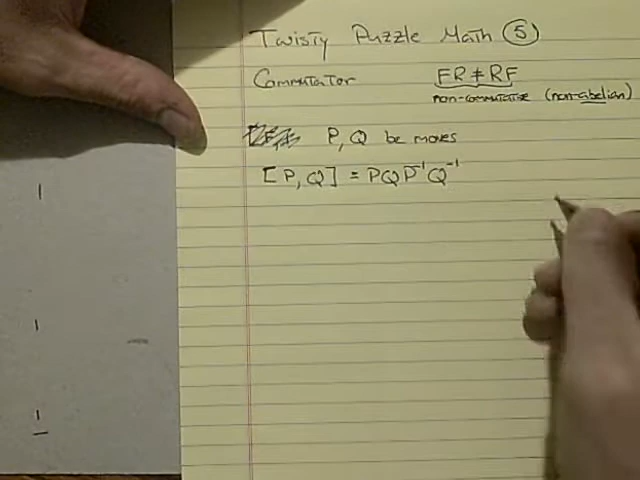 Twisty Puzzle Math 5
Commutator FR ≠ RF
non-commutative (non-abelian)
P, Q be moves
[P, Q] = PQP⁻¹Q⁻¹